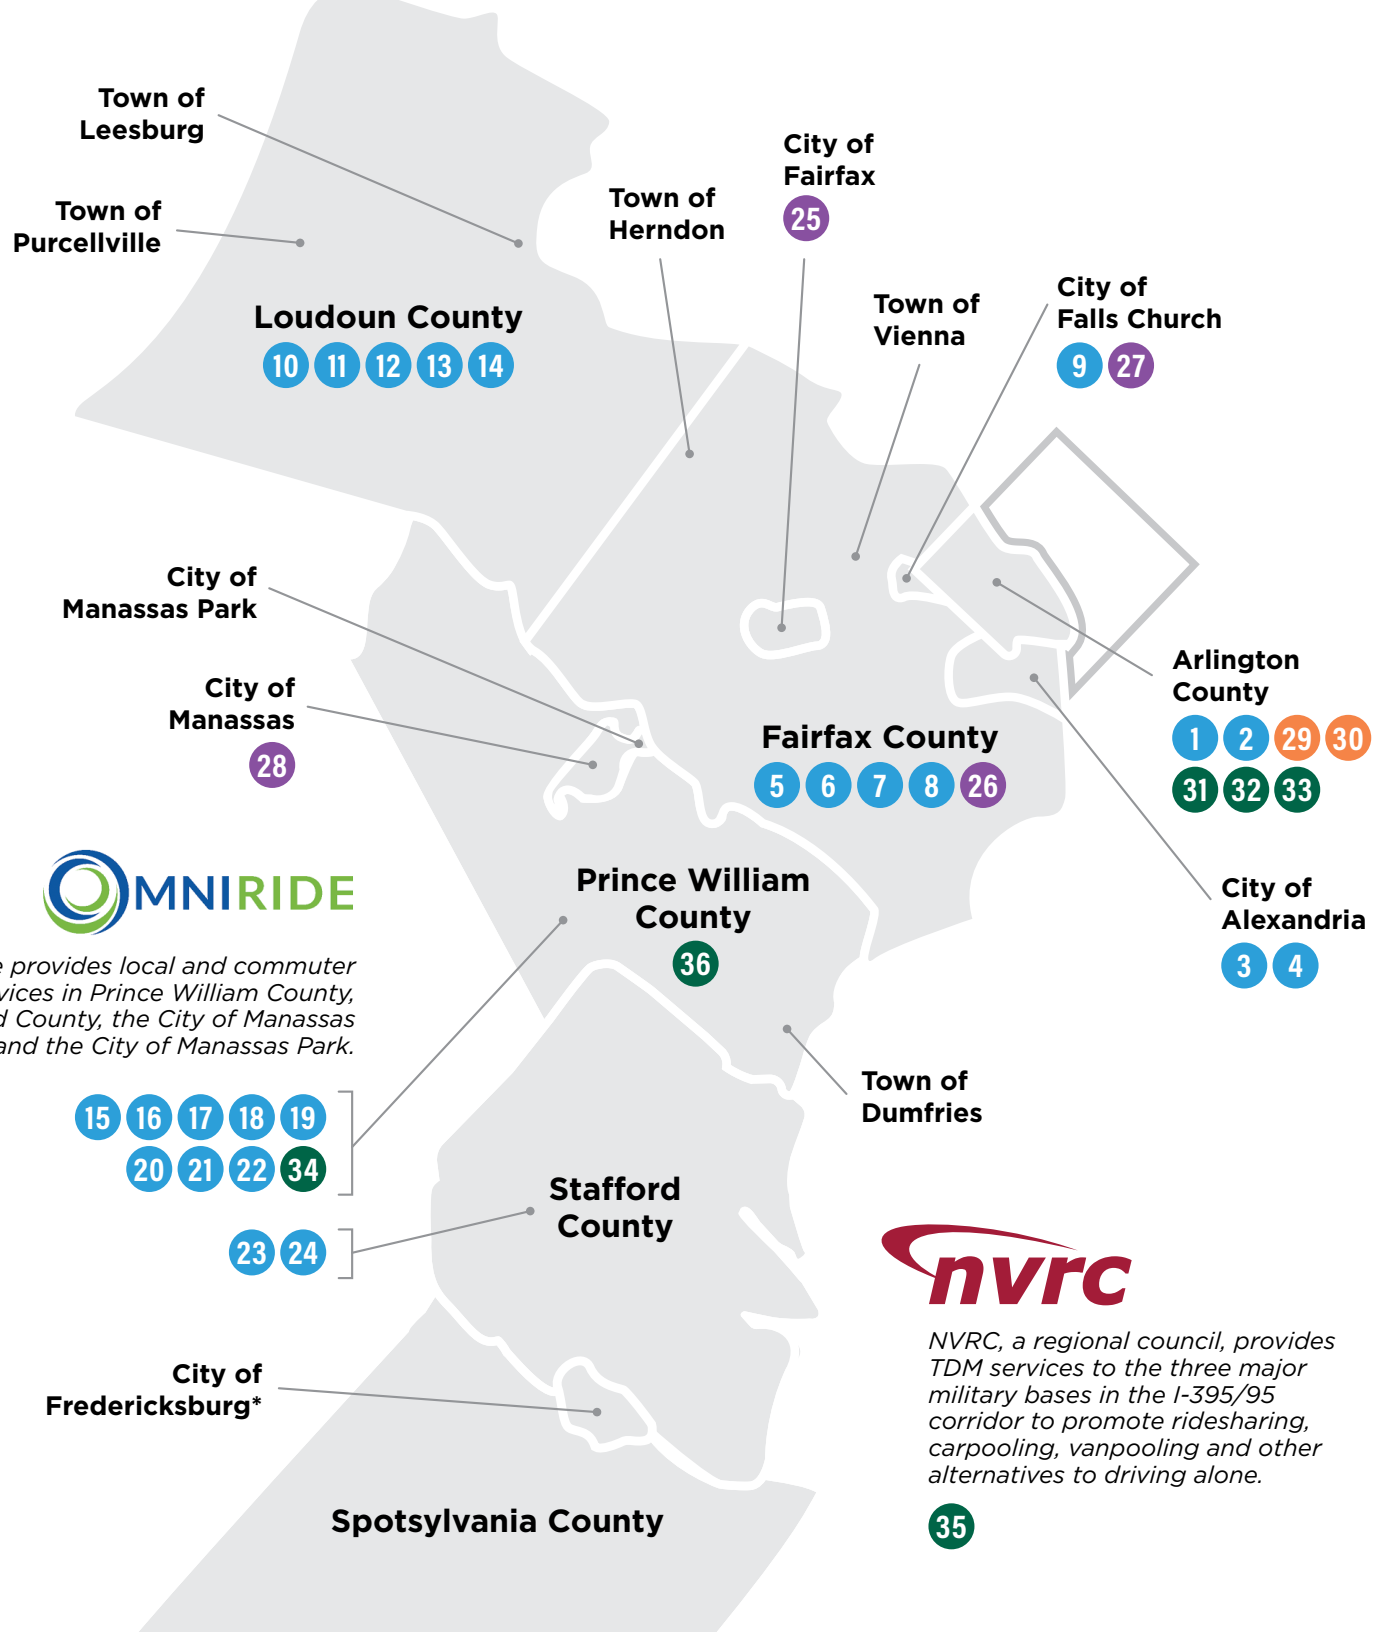 Town of
Leesburg
Town of
Purcellville
Town of
Herndon
City of
Fairfax
25
Town of
Vienna
City of
Falls Church
9 27
Loudoun County
10 11 12 13 14
City of
Manassas Park
City of
Manassas
28
Fairfax County
5 6 7 8 26
Arlington
County
1 2 29 30
31 32 33
City of
Alexandria
3 4
Prince William
County
36
OMNIRIDE
provides local and commuter
in Prince William County,
County, the City of Manassas
and the City of Manassas Park.
15 16 17 18 19
20 21 22 34
23 24
Town of
Dumfries
Stafford
County
City of
Fredericksburg*
Spotsylvania County
nvrc
NVRC, a regional council, provides
TDM services to the three major
military bases in the I-395/95
corridor to promote ridesharing,
carpooling, vanpooling and other
alternatives to driving alone.
35